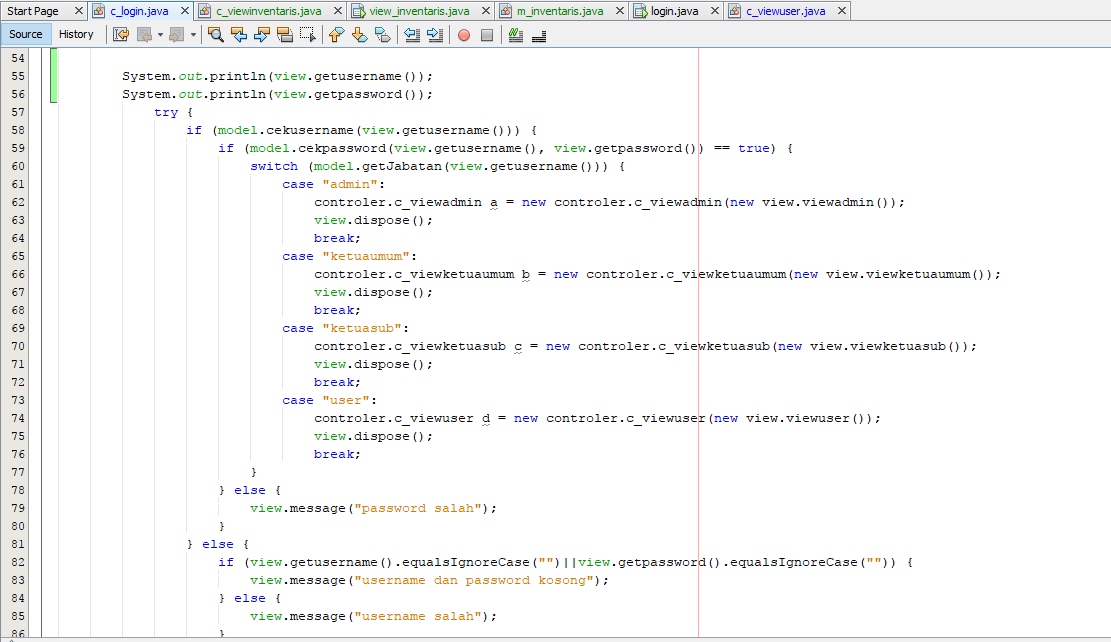 Start Page c_login.java c_viewinventaris.java view_inventaris.java m_inventaris.java login.java c_viewuser.java
Source History
54
55 System.out.println(view.getusername());
56 System.out.println(view.getpassword());
57 try {
58 if (model.cekusername(view.getusername())) {
59 if (model.cekpassword(view.getusername(), view.getpassword()) == true) {
60 switch (model.getJabatan(view.getusername())) {
61 case "admin":
62 controler.c_viewadmin a = new controler.c_viewadmin(new view.viewadmin());
63 view.dispose();
64 break;
65 case "ketuaumum":
66 controler.c_viewketuaumum b = new controler.c_viewketuaumum(new view.viewketuaumum());
67 view.dispose();
68 break;
69 case "ketuasub":
70 controler.c_viewketuasub c = new controler.c_viewketuasub(new view.viewketuasub());
71 view.dispose();
72 break;
73 case "user":
74 controler.c_viewuser d = new controler.c_viewuser(new view.viewuser());
75 view.dispose();
76 break;
77 }
78 } else {
79 view.message("password salah");
80 }
81 } else {
82 if (view.getusername().equalsIgnoreCase("")||view.getpassword().equalsIgnoreCase("")) {
83 view.message("username dan password kosong");
84 } else {
85 view.message("username salah");
86 }